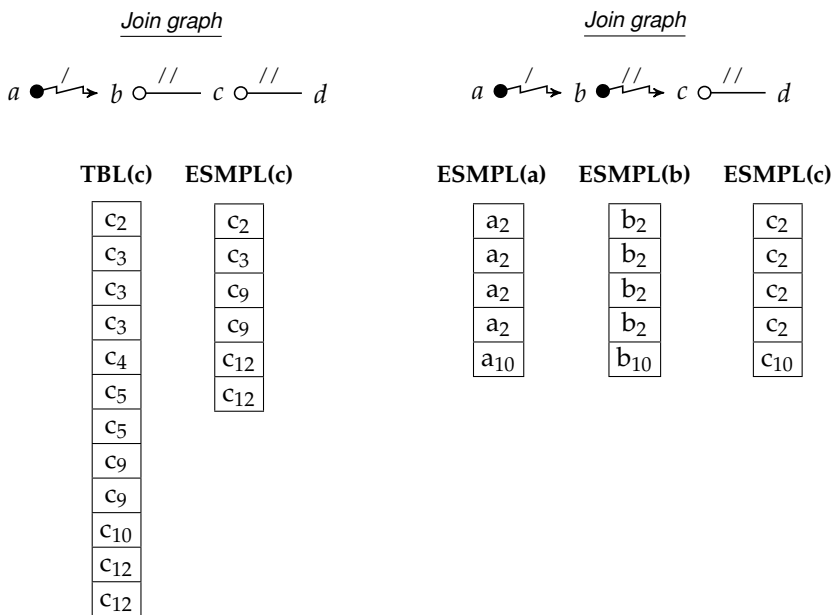 Join graph Join graph
a / b // c // d a / b // c // d
TBL(c) ESMPL(c) ESMPL(a) ESMPL(b) ESMPL(c)
c₂ c₂ a₂ b₂ c₂
c₃ c₃ a₂ b₂ c₂
c₃ c₉ a₂ b₂ c₂
c₃ c₉ a₂ b₂ c₂
c₄ c₁₂ a₁₀ b₁₀ c₁₀
c₅ c₁₂
c₅
c₉
c₉
c₁₀
c₁₂
c₁₂